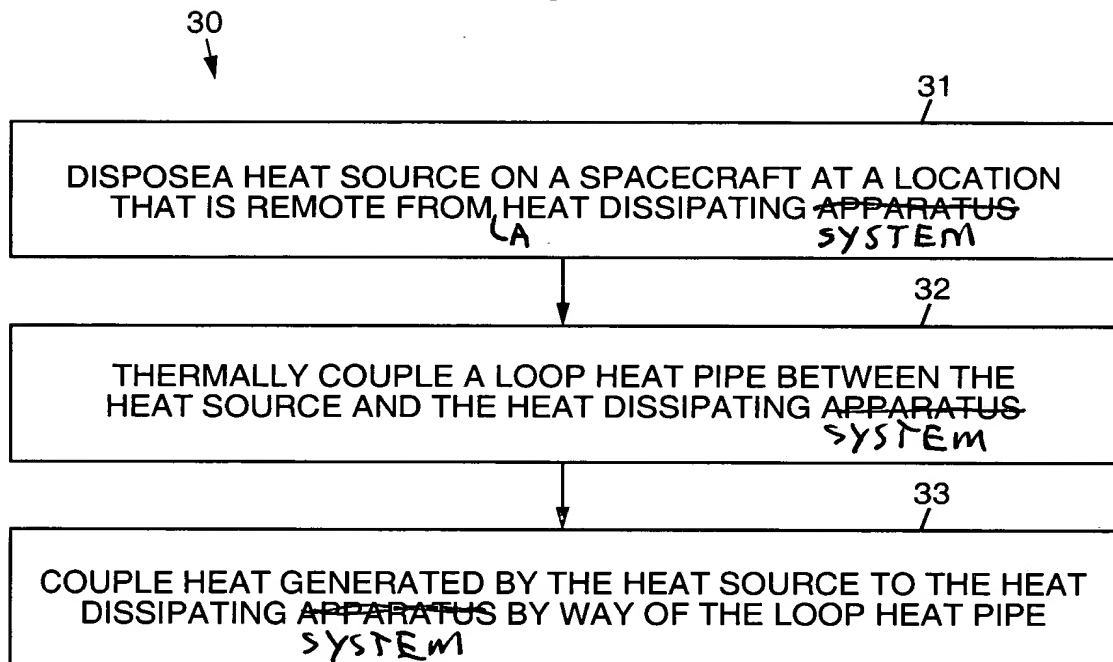 30
31
DISPOSEA HEAT SOURCE ON A SPACECRAFT AT A LOCATION
THAT IS REMOTE FROM HEAT DISSIPATING APPARATUS
A SYSTEM
32
THERMALLY COUPLE A LOOP HEAT PIPE BETWEEN THE
HEAT SOURCE AND THE HEAT DISSIPATING APPARATUS
SYSTEM
33
COUPLE HEAT GENERATED BY THE HEAT SOURCE TO THE HEAT
DISSIPATING APPARATUS BY WAY OF THE LOOP HEAT PIPE
SYSTEM